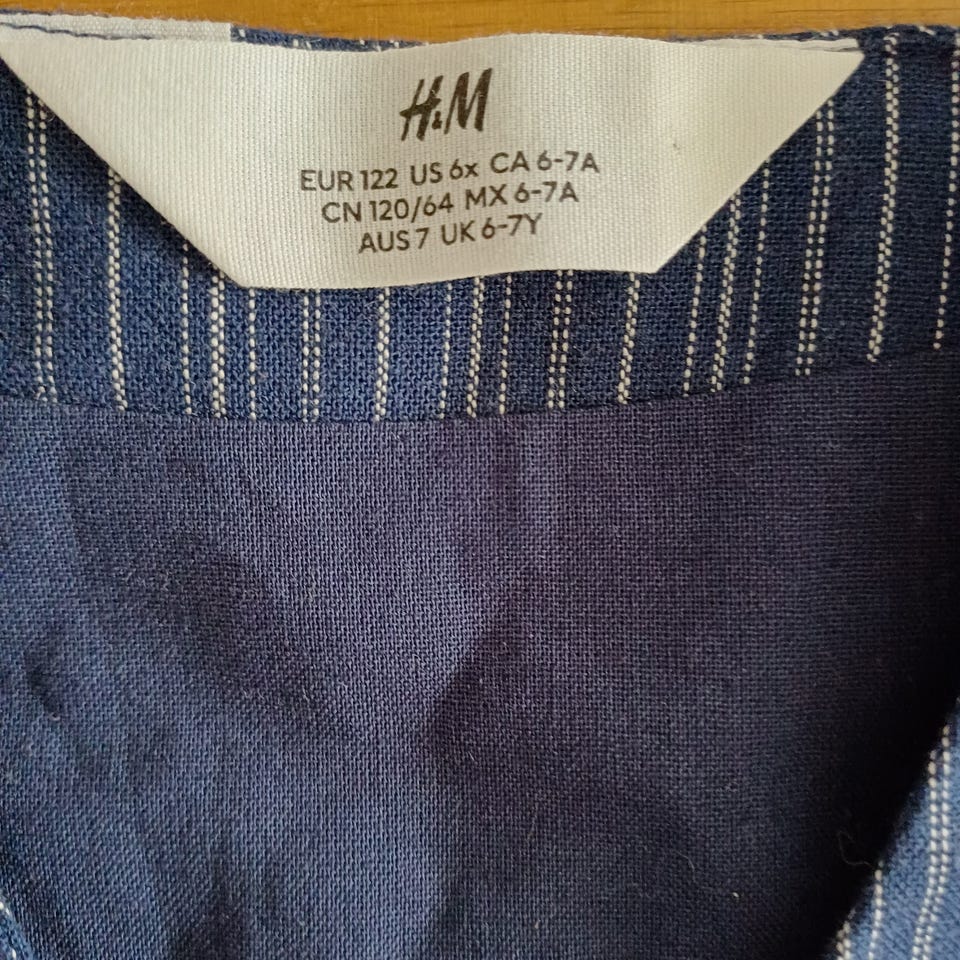 H&M
EUR 122 US 6x CA 6-7A
CN 120/64 MX 6-7A
AUS 7 UK 6-7Y